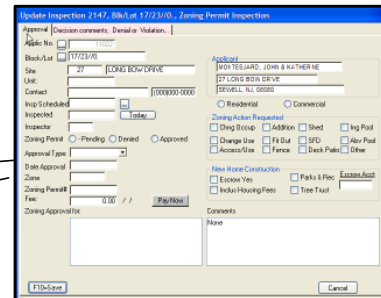 Update Inspection 2147, Blk/Lot 17/23//0., Zoning Permit Inspection
Approval Decision comments, Denial or Violation...
Applic No.
Block/Lot 17/23//0.
Site 27 LONG BOW DRIVE
Unit:
Contact (000)000-0000
Insp Scheduled ...
Inspected Today
Inspector
Zoning Permit - Pending Denied Approved
Approval Type:
Date Approval
Zone
Zoning Permit#
Fee: 0.00 / / Pay Now
Zoning Approval for:
Applicant
MONTESJARD, JOHN & KATHERINE
27 LONG BOW DRIVE
SEWELL, NJ, 08080
Residential Commercial
Zoning Action Requested
Chng Occup Addition Shed Ing Pool
Change Use Fit Out SFD Abv Pool
Access/Use Fence Deck Patio Other
New Home Construction
Escrow Yes Parks & Rec Escrow Acct
Inclus Housing Fees Tree Trust
Comments
None
F10=Save Cancel